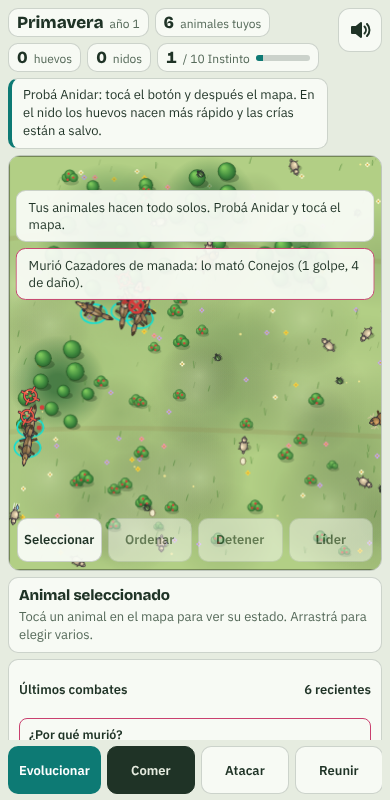 Primavera año 1
6 animales tuyos
0 huevos
0 nidos
1 / 10 Instinto
Probá Anidar: tocá el botón y después el mapa. En
el nido los huevos nacen más rápido y las crías
están a salvo.
Tus animales hacen todo solos. Probá Anidar y tocá el
mapa.
Murió Cazadores de manada: lo mató Conejos (1 golpe, 4
de daño).
Seleccionar
Ordenar
Detener
Líder
Animal seleccionado
Tocá un animal en el mapa para ver su estado. Arrastrá para
elegir varios.
Últimos combates
6 recientes
¿Por qué murió?
Evolucionar
Comer
Atacar
Reunir